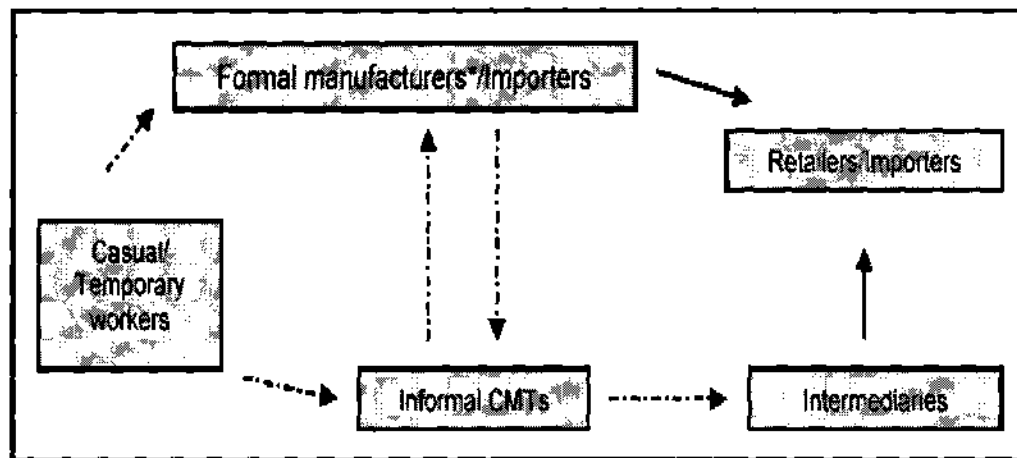 Formal manufacturers*/Importers
Retailers/Importers
Casual/
Temporary
workers
Informal CMTs
Intermediaries